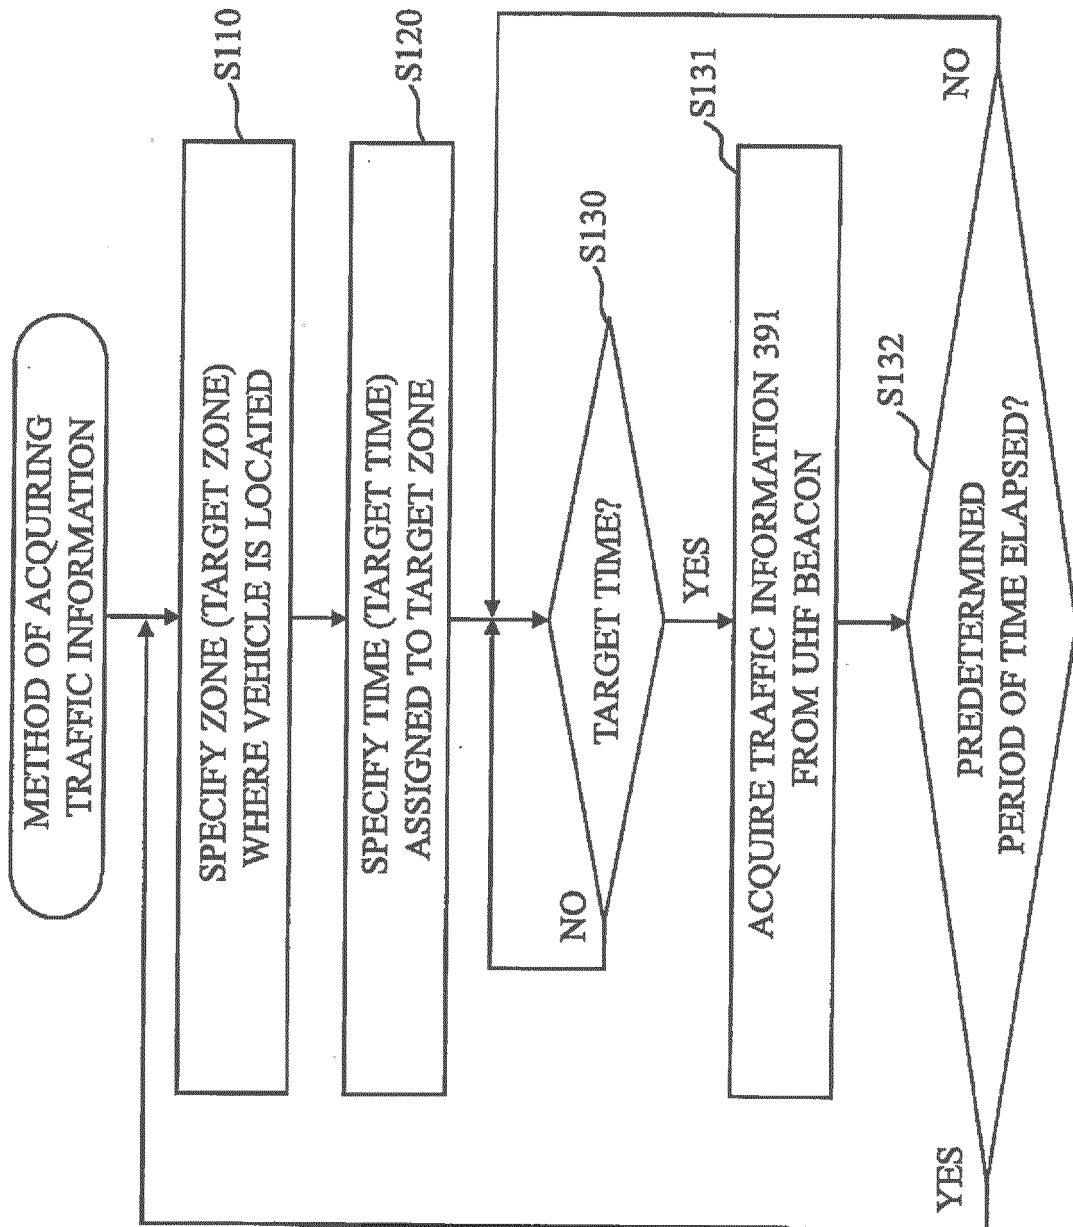 METHOD OF ACQUIRING
TRAFFIC INFORMATION
S110
SPECIFY ZONE (TARGET ZONE)
WHERE VEHICLE IS LOCATED
S120
SPECIFY TIME (TARGET TIME)
ASSIGNED TO TARGET ZONE
S130
TARGET TIME?
NO
YES
S131
ACQUIRE TRAFFIC INFORMATION 391
FROM UHF BEACON
S132
PREDETERMINED
PERIOD OF TIME ELAPSED?
YES
NO